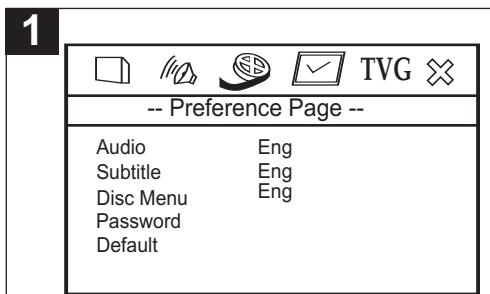 1
TVG
-- Preference Page --
Audio Eng
Subtitle Eng
Disc Menu Eng
Password
Default